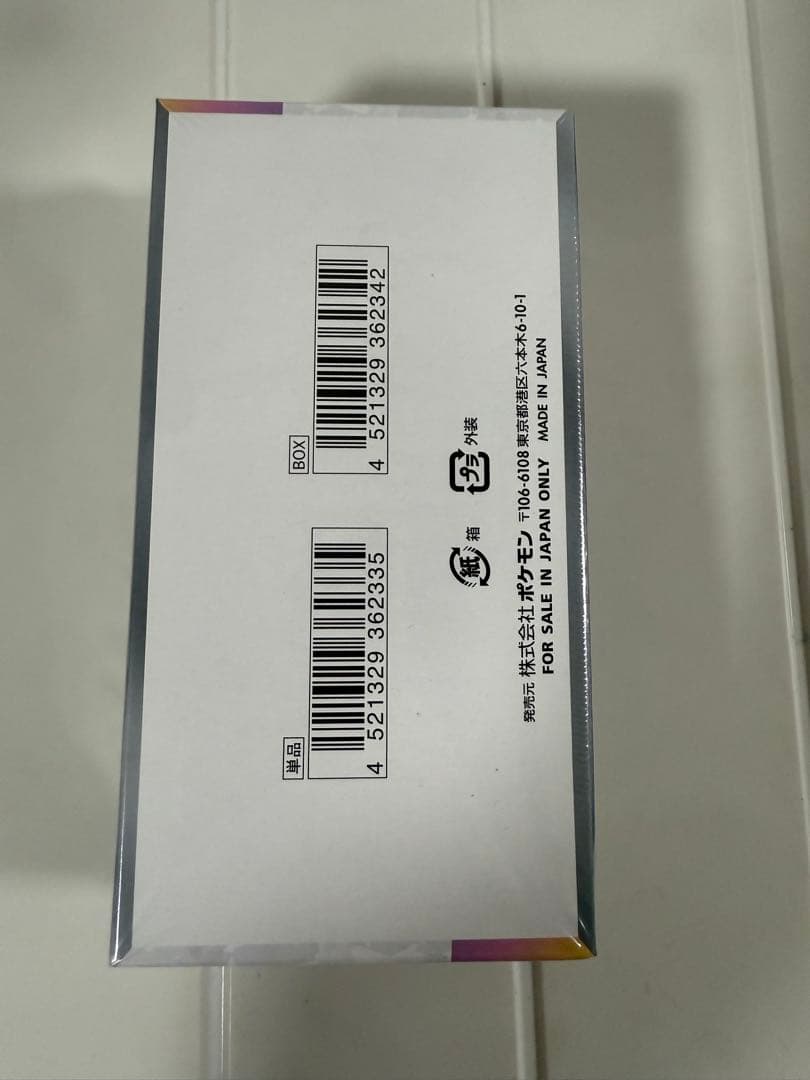 単品
4 521329 362335
BOX
4 521329 362342
紙 箱
プラ 外装
発売元 株式会社 ポケモン 〒106-6108 東京都港区六本木6-10-1
FOR SALE IN JAPAN ONLY MADE IN JAPAN